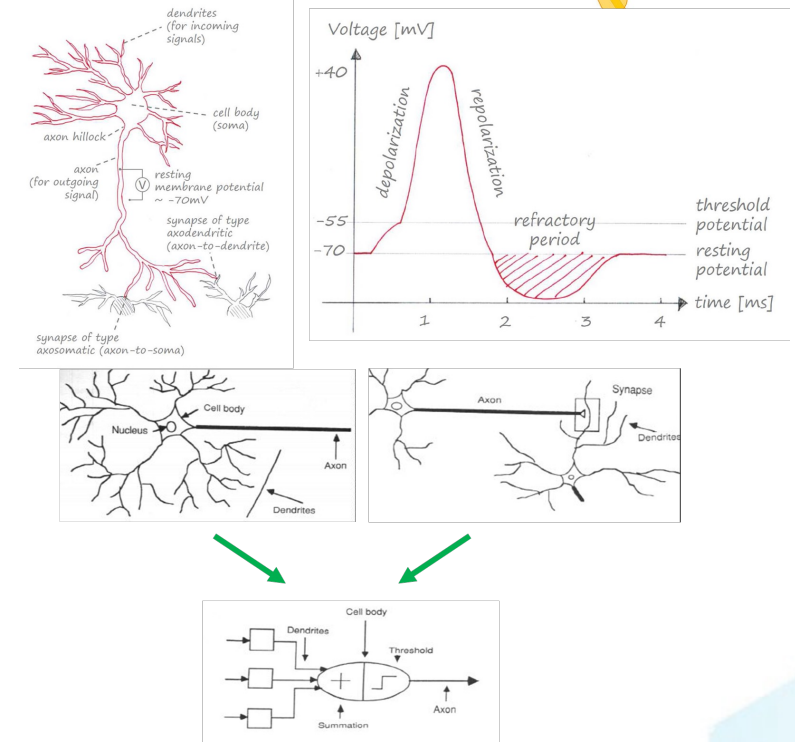 dendrites
(for incoming
signals)
cell body
(soma)
axon hillock
axon
(for outgoing
signal)
V
resting
membrane potential
~ -70mV
synapse of type
axodendritic
(axon-to-dendrite)
synapse of type
axosomatic (axon-to-soma)
Voltage [mV]
+40
-55
-70
depolarization
repolarization
refractory
period
threshold
potential
resting
potential
1
2
3
4
time [ms]
Cell body
Nucleus
Axon
Dendrites
Axon
Synapse
Dendrites
Cell body
Dendrites
Threshold
+
Summation
Axon